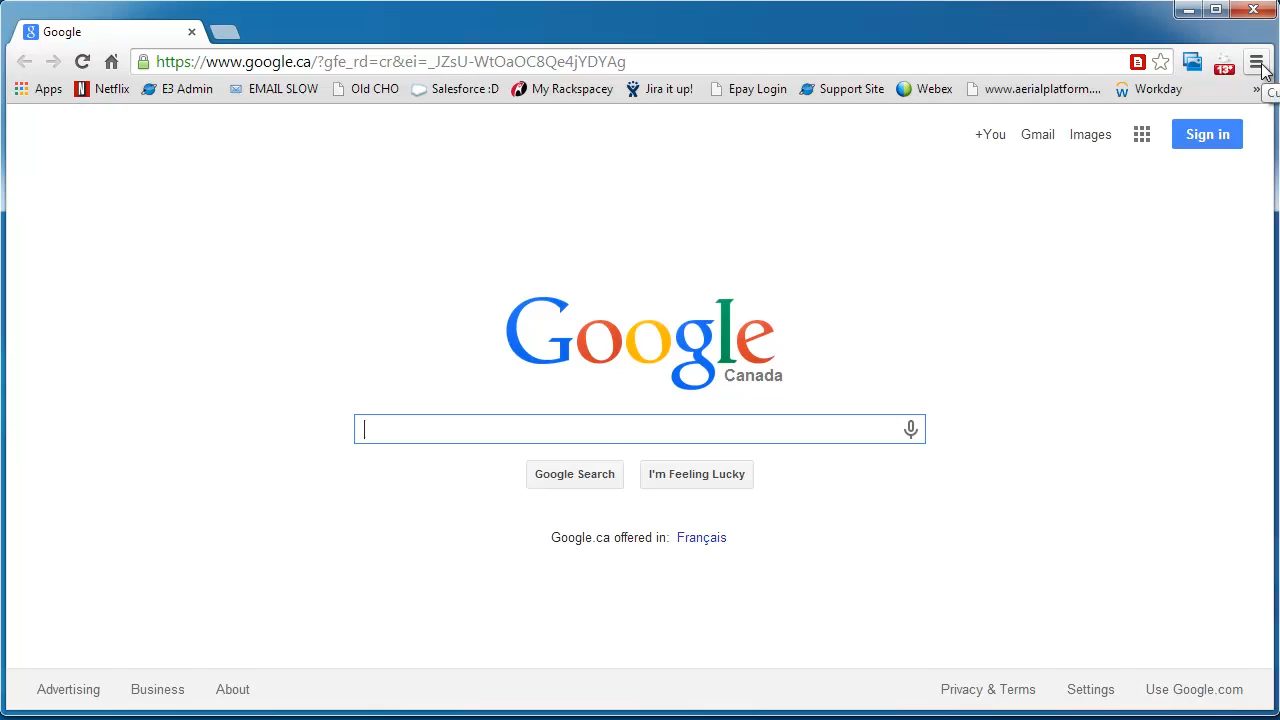 Google
https://www.google.ca/?gfe_rd=cr&ei=_JZsU-WtOaOC8Qe4jYDYAg
13+
Apps Netflix E3 Admin EMAIL SLOW Old CHO Salesforce :D My Rackspacey Jira it up! Epay Login Support Site Webex www.aerialplatform.... Workday »
Cu
+You Gmail Images Sign in
Google
Canada
Google Search I'm Feeling Lucky
Google.ca offered in: Français
Advertising Business About Privacy & Terms Settings Use Google.com